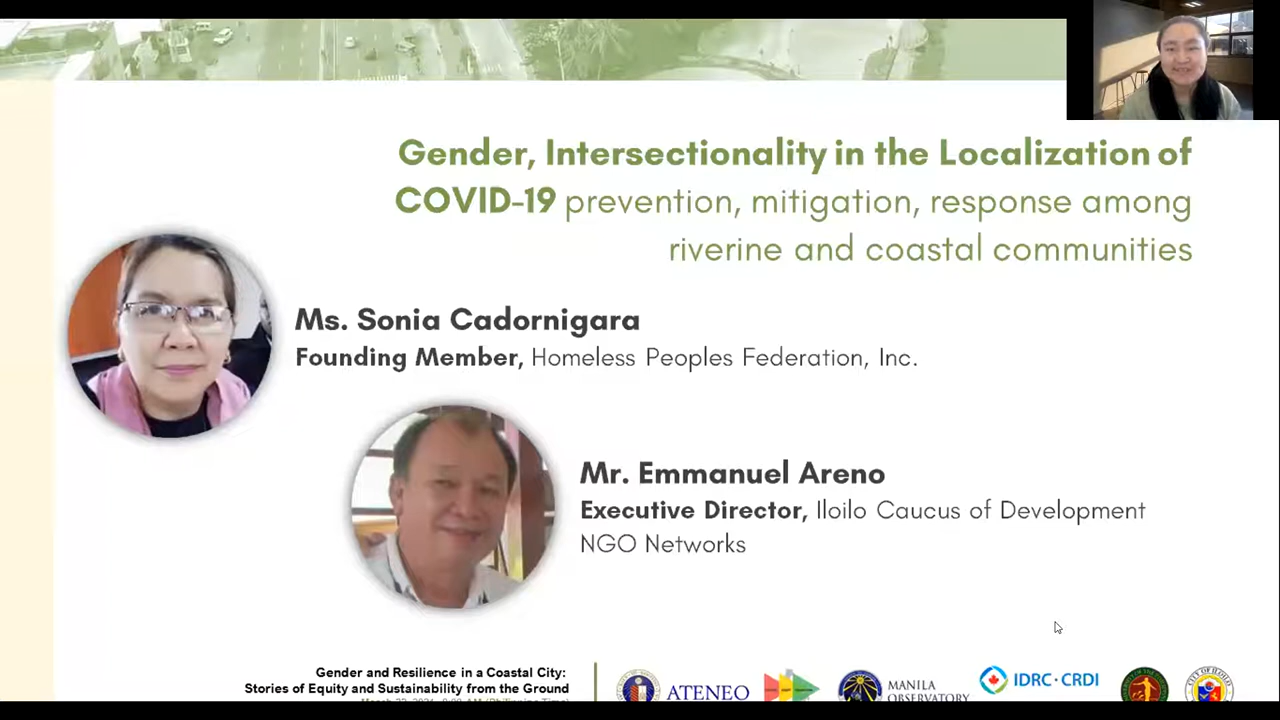 Gender, Intersectionality in the Localization of
COVID-19 prevention, mitigation, response among
riverine and coastal communities
Ms. Sonia Cadornigara
Founding Member, Homeless Peoples Federation, Inc.
Mr. Emmanuel Areno
Executive Director, Iloilo Caucus of Development
NGO Networks
Gender and Resilience in a Coastal City:
Stories of Equity and Sustainability from the Ground
ATENEO
MANILA
OBSERVATORY
IDRC · CRDI